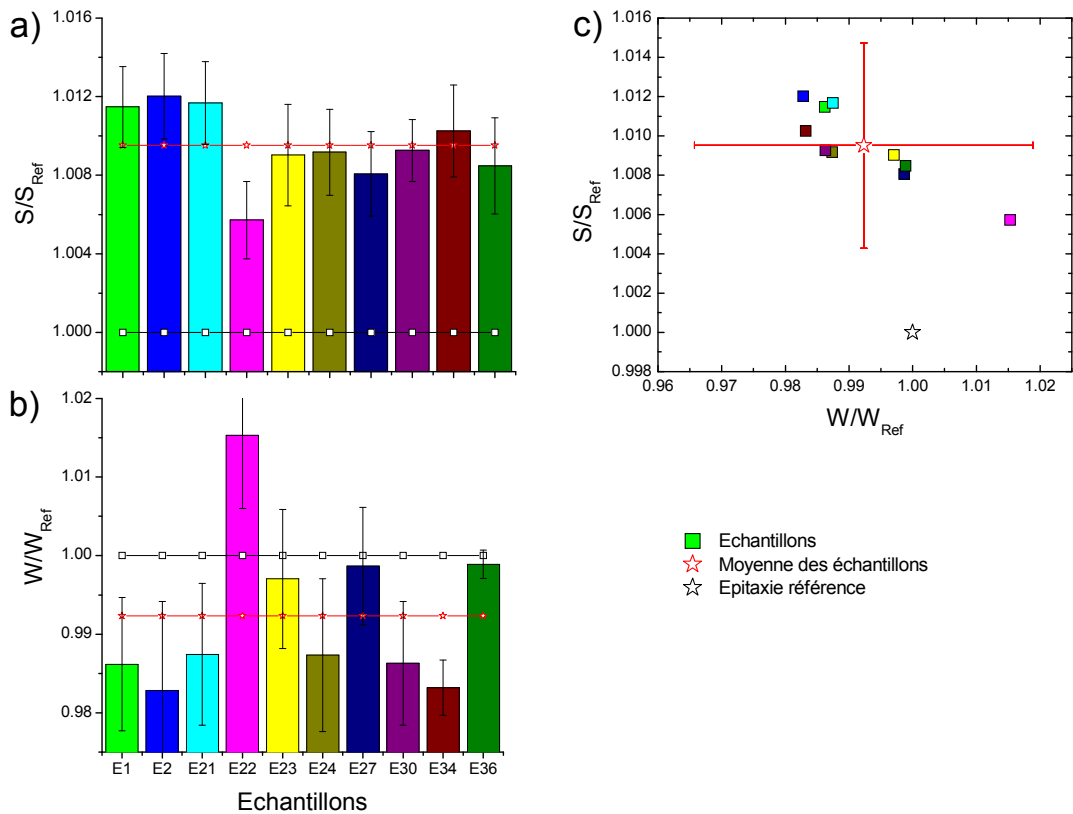 a)
1.016
1.012
1.008
1.004
1.000
S/S_Ref
b)
1.02
1.01
1.00
0.99
0.98
W/W_Ref
E1 E2 E21 E22 E23 E24 E27 E30 E34 E36
Echantillons
c)
1.016
1.014
1.012
1.010
1.008
1.006
1.004
1.002
1.000
0.998
S/S_Ref
0.96 0.97 0.98 0.99 1.00 1.01 1.02
W/W_Ref
Echantillons
Moyenne des échantillons
Epitaxie référence